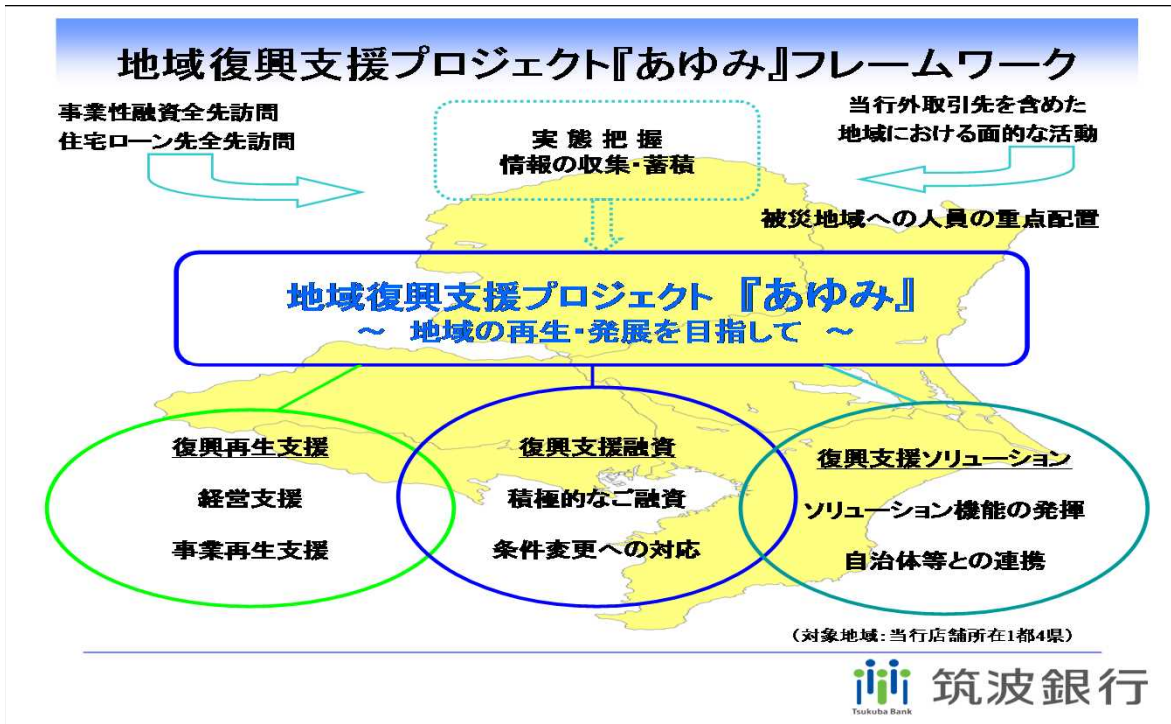 地域復興支援プロジェクト『あゆみ』フレームワーク
事業性融資全先訪問
住宅ローン先全先訪問
実態把握
情報の収集・蓄積
当行外取引先を含めた
地域における面的な活動
被災地域への人員の重点配置
地域復興支援プロジェクト『あゆみ』
～ 地域の再生・発展を目指して ～
復興再生支援
経営支援
事業再生支援
復興支援融資
積極的なご融資
条件変更への対応
復興支援ソリューション
ソリューション機能の発揮
自治体等との連携
（対象地域：当行店舗所在1都4県）
筑波銀行
Tsukuba Bank